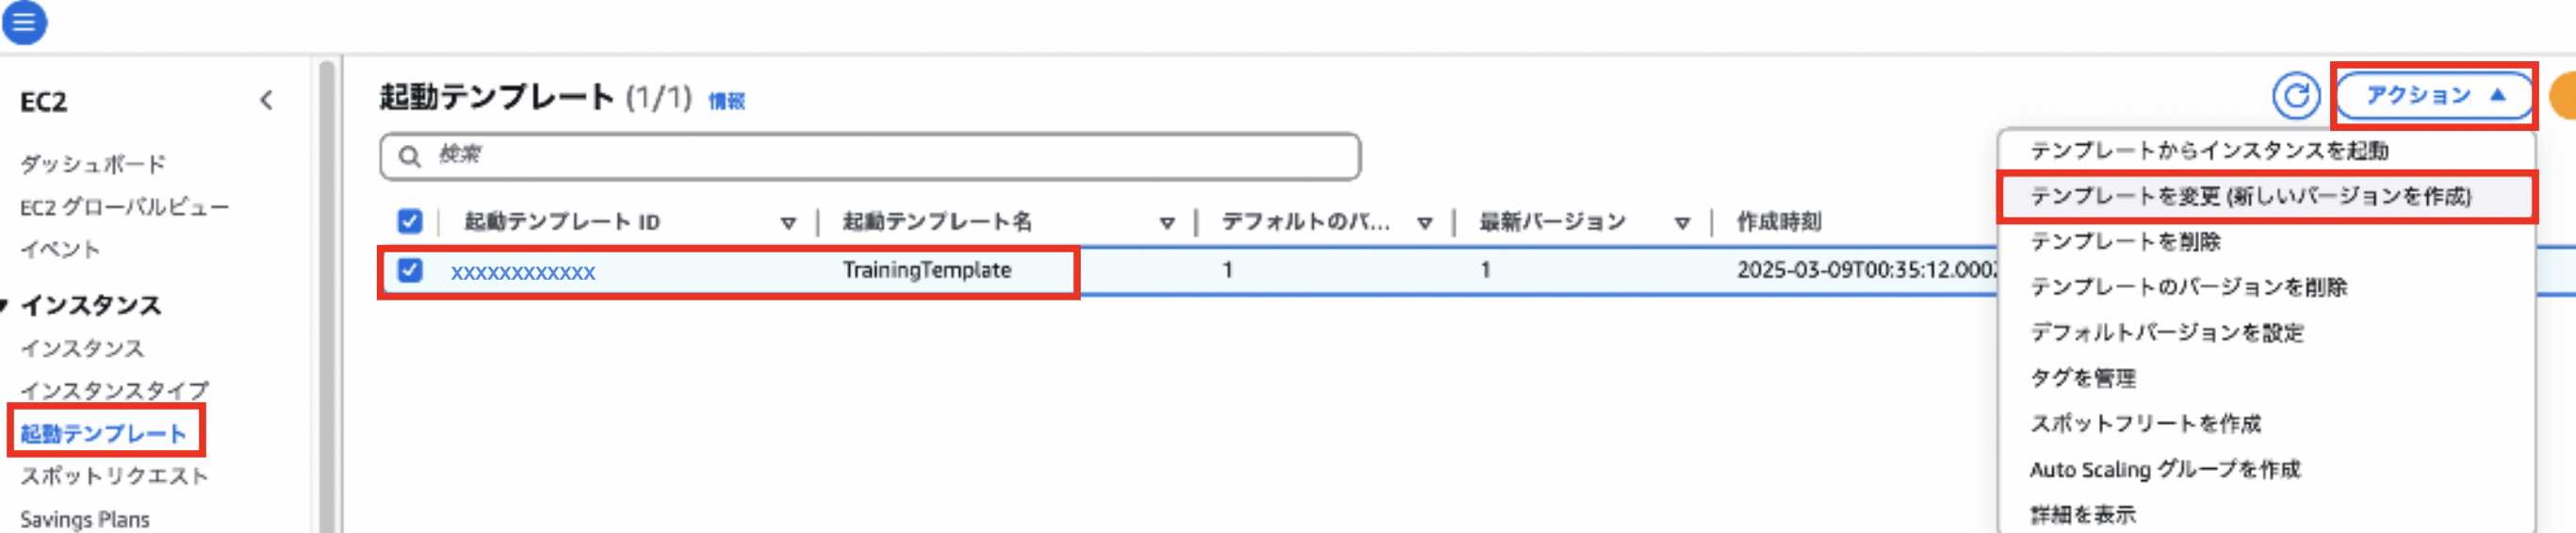 EC2
ダッシュボード
EC2 グローバルビュー
イベント
インスタンス
インスタンス
インスタンスタイプ
起動テンプレート
スポットリクエスト
Savings Plans
起動テンプレート (1/1) 情報
アクション
検索
起動テンプレート ID 起動テンプレート名 デフォルトのバ... 最新バージョン 作成時刻
xxxxxxxxxxxx TrainingTemplate 1 1 2025-03-09T00:35:12.000Z
テンプレートからインスタンスを起動
テンプレートを変更 (新しいバージョンを作成)
テンプレートを削除
テンプレートのバージョンを削除
デフォルトバージョンを設定
タグを管理
スポットフリートを作成
Auto Scaling グループを作成
詳細を表示